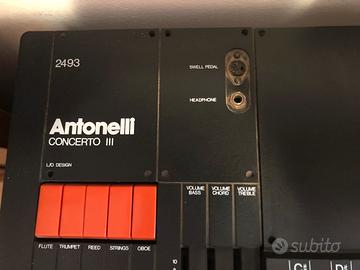 2493
SWELL PEDAL
HEADPHONE
Antonelli
CONCERTO III
L/O DESIGN
VOLUME BASS
VOLUME CHORD
VOLUME TREBLE
FLUTE TRUMPET REED STRINGS OBOE
10
C# D#
subito